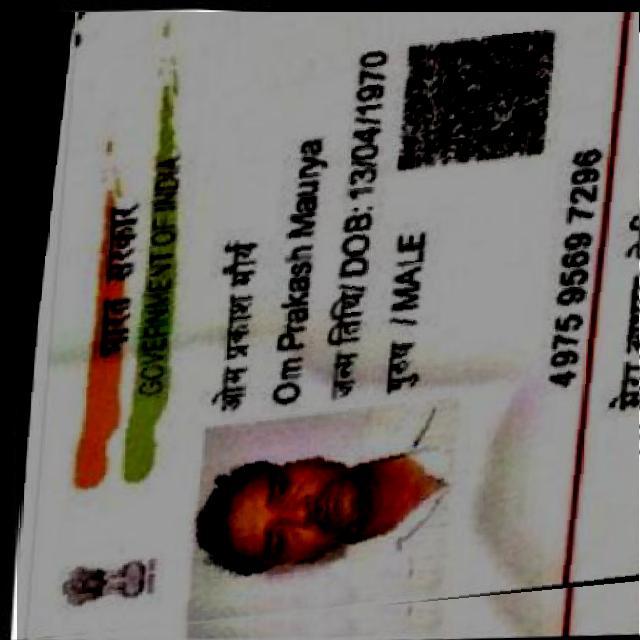 भारत सरकार
GOVERNMENT OF INDIA
ओम प्रकाश मौर्य
Om Prakash Maurya
जन्म तिथि/ DOB: 13/04/1970
पुरुष / MALE
4975 9569 7296